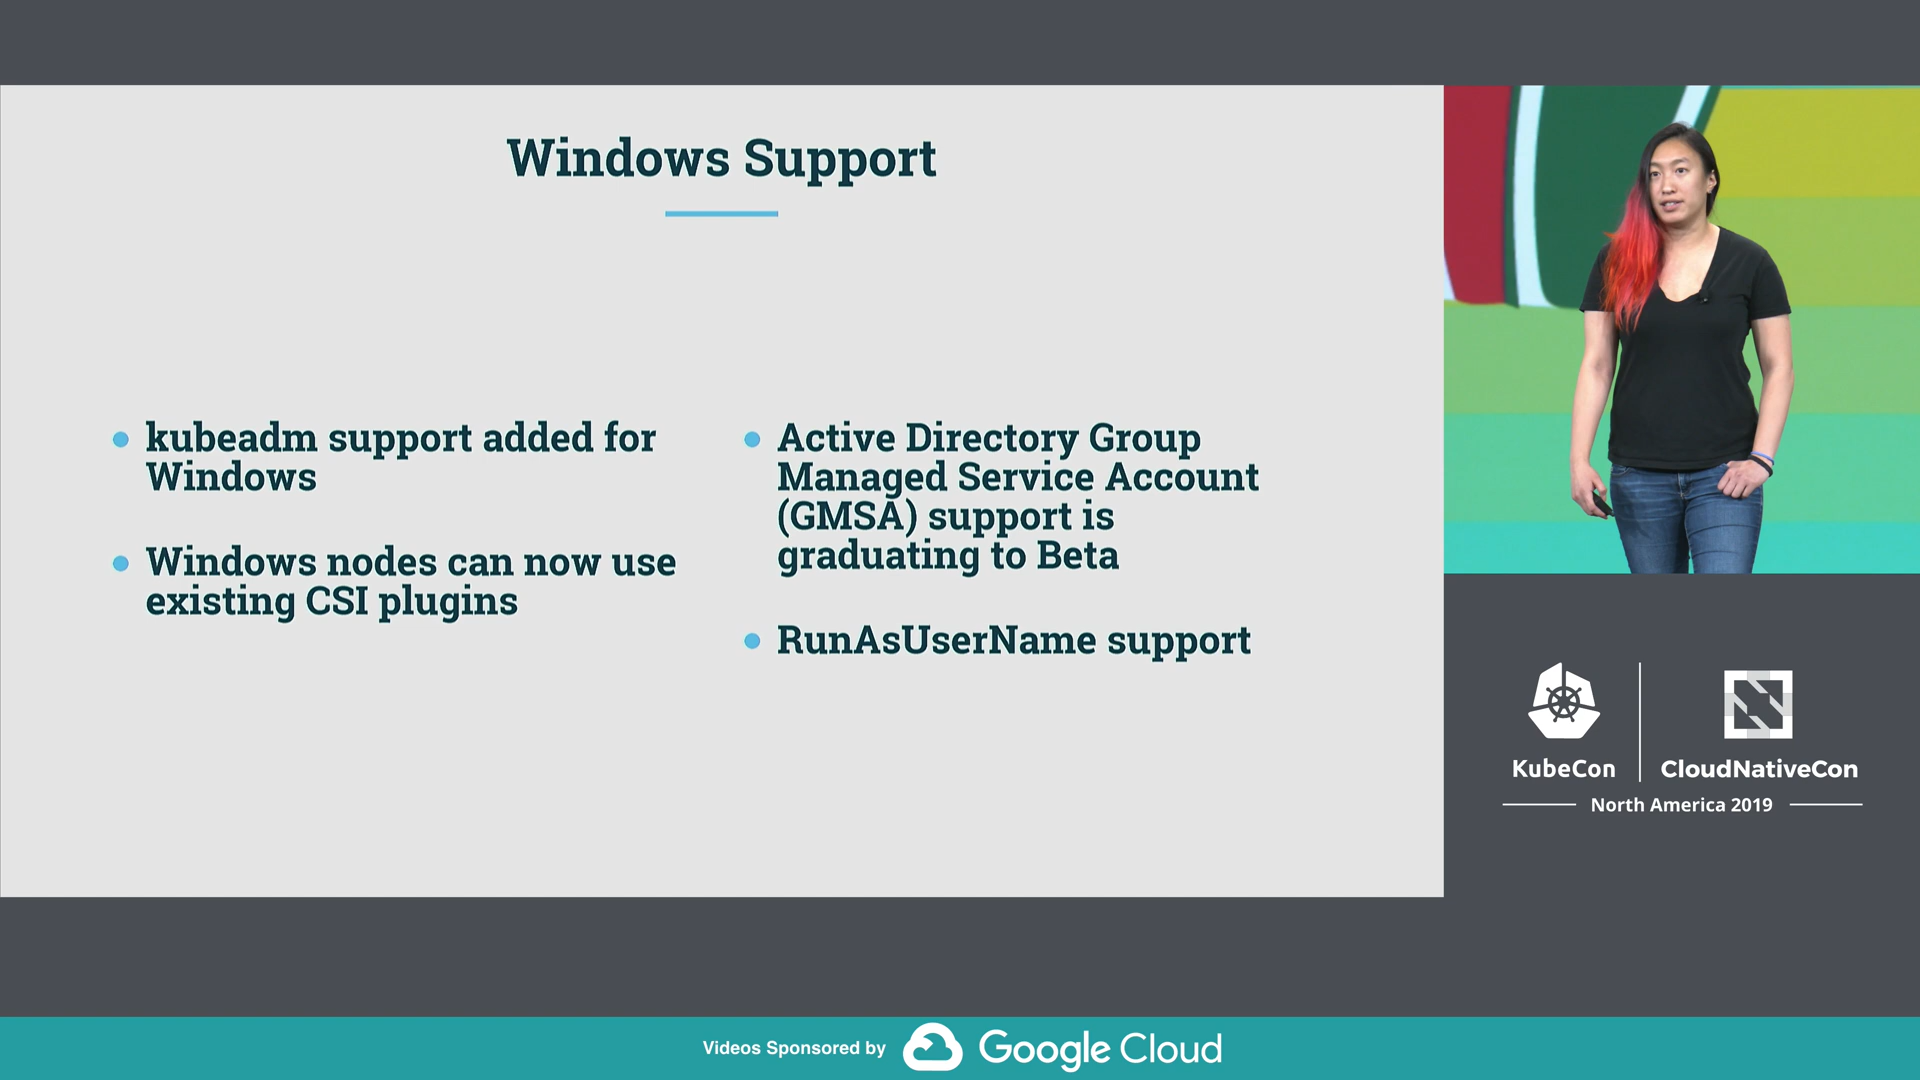 Windows Support
kubeadm support added for
Windows
Windows nodes can now use
existing CSI plugins
Active Directory Group
Managed Service Account
(GMSA) support is
graduating to Beta
RunAsUserName support
KubeCon
CloudNativeCon
North America 2019
Videos Sponsored by
Google Cloud